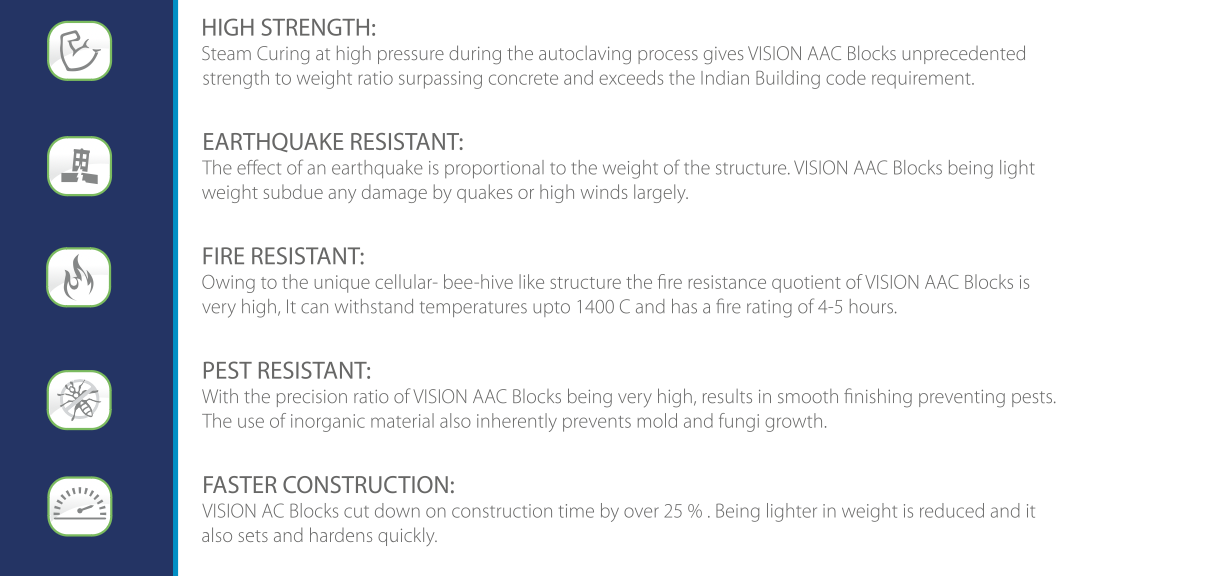 HIGH STRENGTH:
Steam Curing at high pressure during the autoclaving process gives VISION AAC Blocks unprecedented
strength to weight ratio surpassing concrete and exceeds the Indian Building code requirement.
EARTHQUAKE RESISTANT:
The effect of an earthquake is proportional to the weight of the structure. VISION AAC Blocks being light
weight subdue any damage by quakes or high winds largely.
FIRE RESISTANT:
Owing to the unique cellular- bee-hive like structure the fire resistance quotient of VISION AAC Blocks is
very high, It can withstand temperatures upto 1400 C and has a fire rating of 4-5 hours.
PEST RESISTANT:
With the precision ratio of VISION AAC Blocks being very high, results in smooth finishing preventing pests.
The use of inorganic material also inherently prevents mold and fungi growth.
FASTER CONSTRUCTION:
VISION AC Blocks cut down on construction time by over 25 % . Being lighter in weight is reduced and it
also sets and hardens quickly.